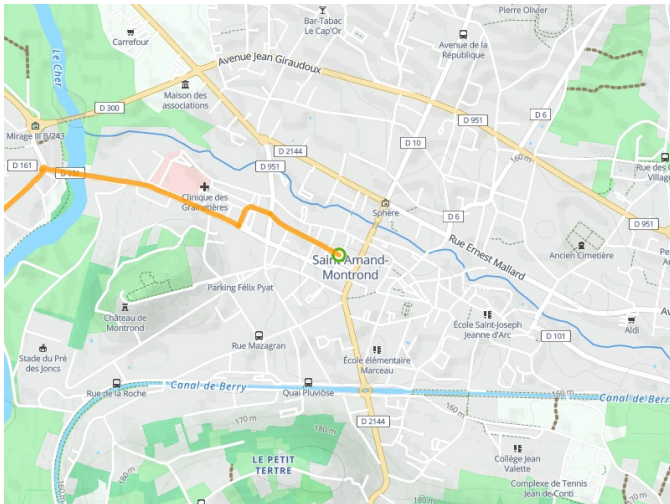 Pierre Olivier
Bar-Tabac
Le Cap'Or
Carrefour
Avenue de la
République
Avenue Jean Giraudoux
Le Cher
Maison des
associations
D 300
D 951
D 6
Mirage III B/243
D 10
D 2144
160 m
D 161
D 951
Rue des G
Village
Clinique des
Grainetières
Sphère
D 6
D 951
Rue Ernest Mallard
Ancien Cimetière
Saint-Amand-
Montrond
Parking Félix Pyat
Château de
Montrond
École Saint-Joseph
Jeanne d'Arc
Aldi
Rue Mazagran
D 101
Stade du Pré
des Joncs
École élémentaire
Marceau
Rue de la Roche
Canal de Berry
Quai Pluviôse
160 m
Canal de Berr
170 m
180 m
D 2144
LE PETIT
TERTRE
160 m
180 m
Collège Jean
Valette
Complexe de Tennis
Jean de Conti